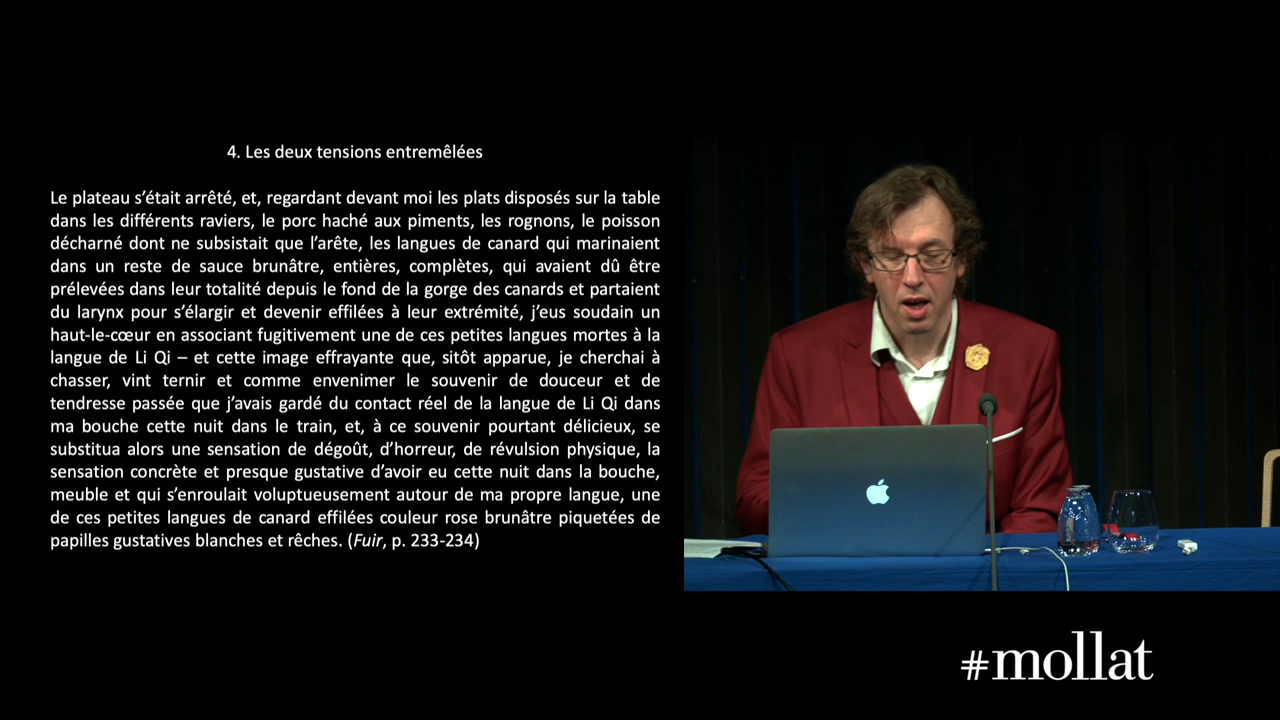 4. Les deux tensions entremêlées
Le plateau s’était arrêté, et, regardant devant moi les plats disposés sur la table
dans les différents raviers, le porc haché aux piments, les rognons, le poisson
décharné dont ne subsistait que l’arête, les langues de canard qui marinaient
dans un reste de sauce brunâtre, entières, complètes, qui avaient dû être
prélevées dans leur totalité depuis le fond de la gorge des canards et partaient
du larynx pour s’élargir et devenir effilées à leur extrémité, j’eus soudain un
haut-le-cœur en associant fugitivement une de ces petites langues mortes à la
langue de Li Qi – et cette image effrayante que, sitôt apparue, je cherchai à
chasser, vint ternir et comme envenimer le souvenir de douceur et de
tendresse passée que j’avais gardé du contact réel de la langue de Li Qi dans
ma bouche cette nuit dans le train, et, à ce souvenir pourtant délicieux, se
substitua alors une sensation de dégoût, d’horreur, de révulsion physique, la
sensation concrète et presque gustative d’avoir eu cette nuit dans la bouche,
meuble et qui s’enroulait voluptueusement autour de ma propre langue, une
de ces petites langues de canard effilées couleur rose brunâtre piquetées de
papilles gustatives blanches et rêches. (Fuir, p. 233-234)
#mollat